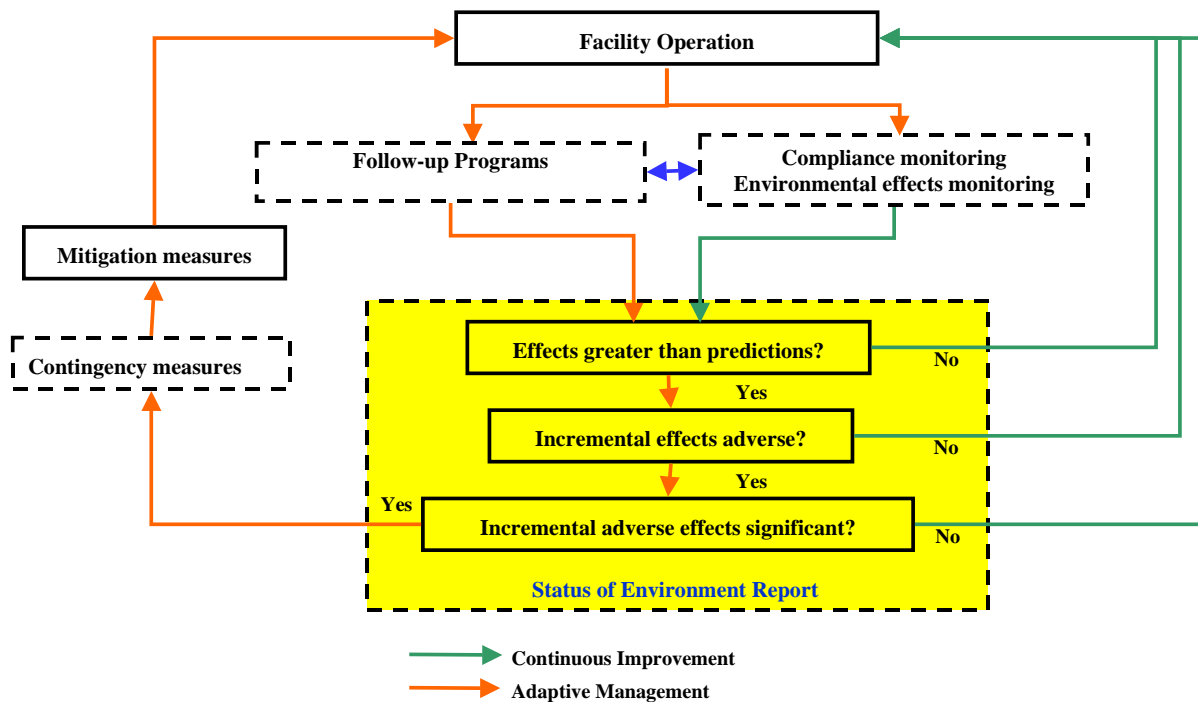 Facility Operation
Follow-up Programs
Compliance monitoring
Environmental effects monitoring
Mitigation measures
Contingency measures
Effects greater than predictions?
No
Yes
Incremental effects adverse?
No
Yes
Yes
Incremental adverse effects significant?
No
Status of Environment Report
Continuous Improvement
Adaptive Management